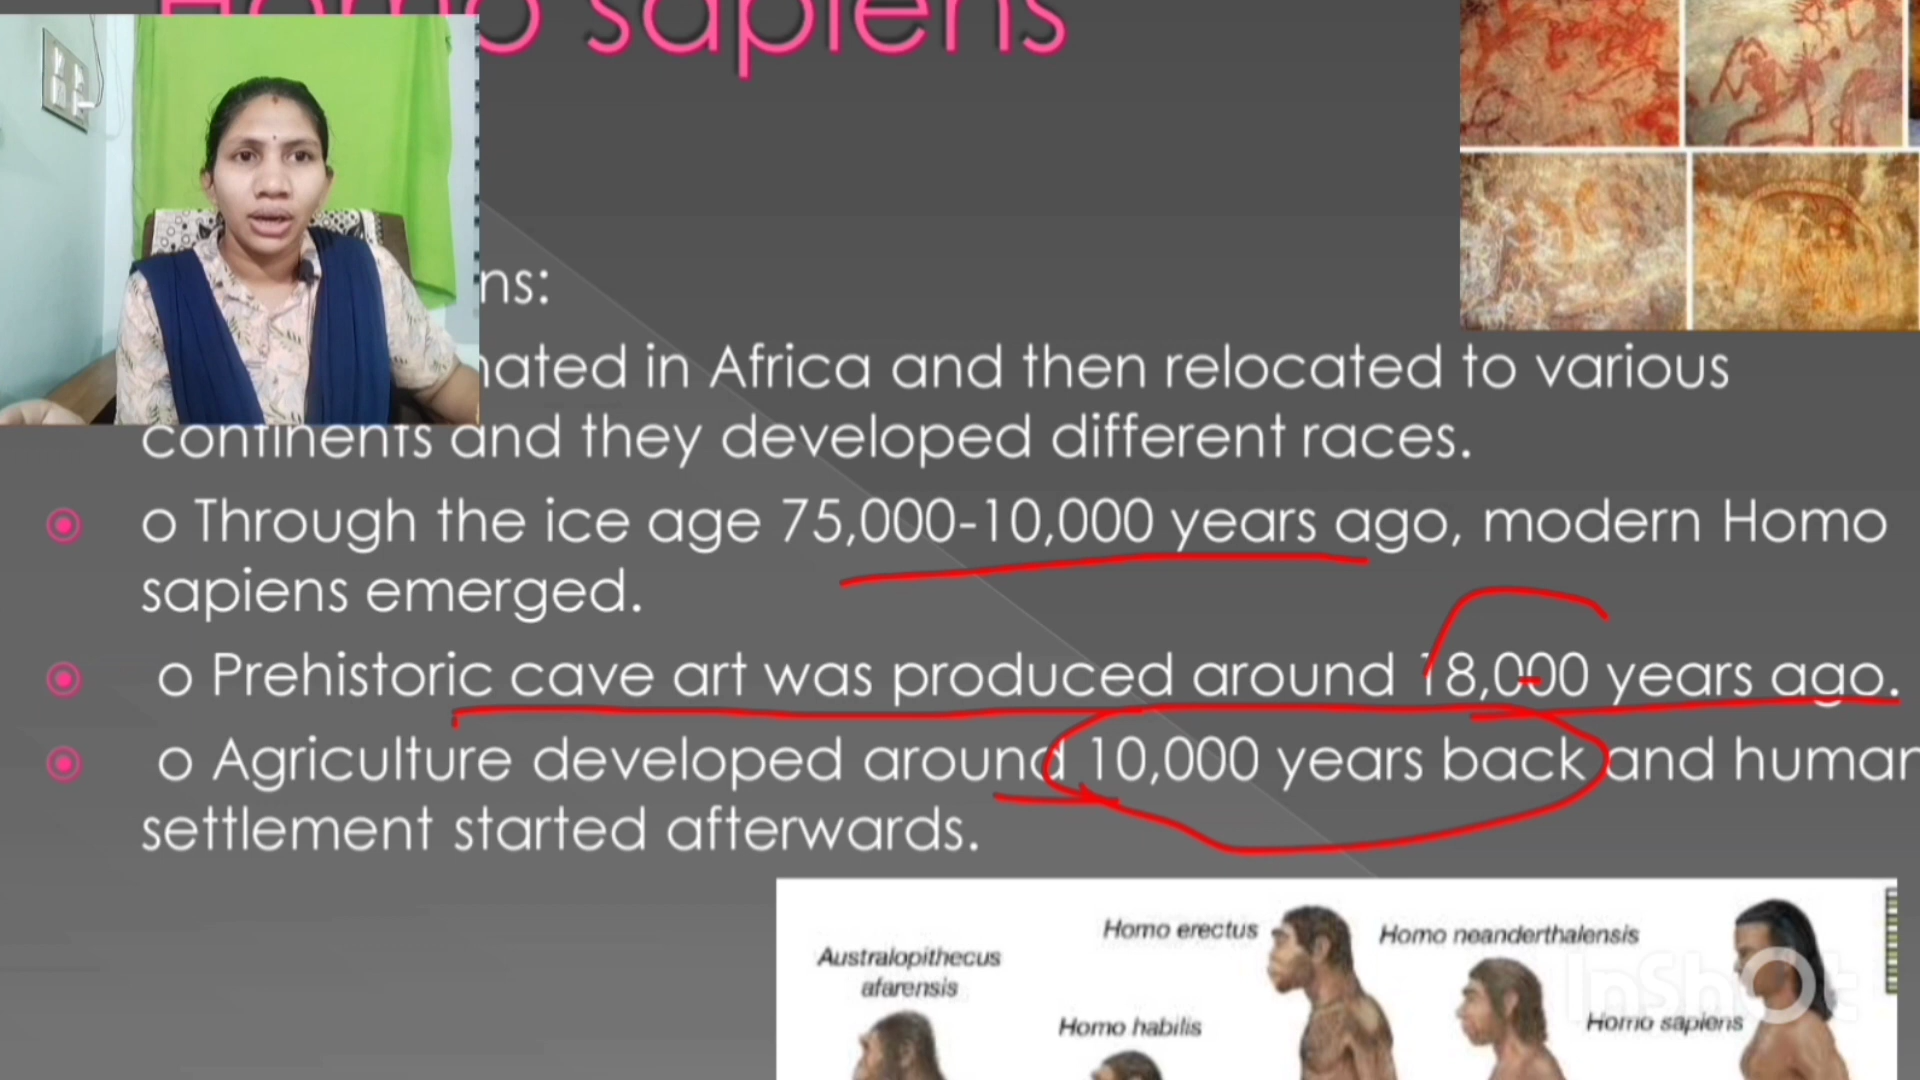 sapiens
ns:
nated in Africa and then relocated to various
continents and they developed different races.
o Through the ice age 75,000-10,000 years ago, modern Homo
sapiens emerged.
o Prehistoric cave art was produced around 18,000 years ago.
o Agriculture developed around 10,000 years back and human
settlement started afterwards.
Homo erectus
Homo neanderthalensis
Australopithecus
afarensis
Homo habilis
Homo sapiens
InShOt